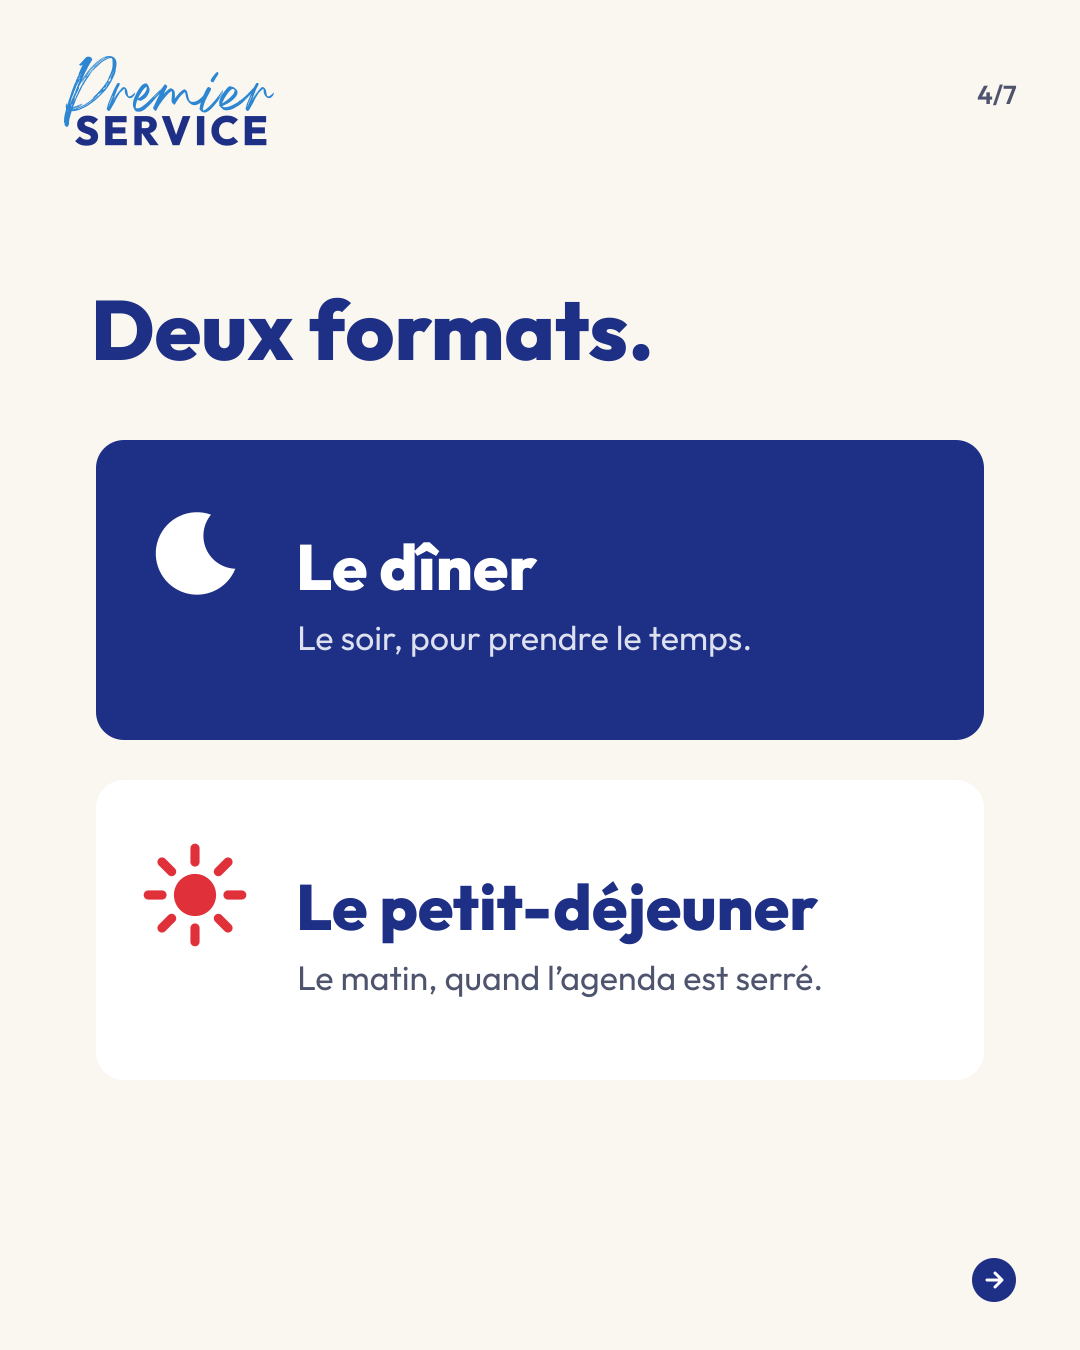 Premier
SERVICE
4/7
Deux formats.
Le dîner
Le soir, pour prendre le temps.
Le petit-déjeuner
Le matin, quand l’agenda est serré.